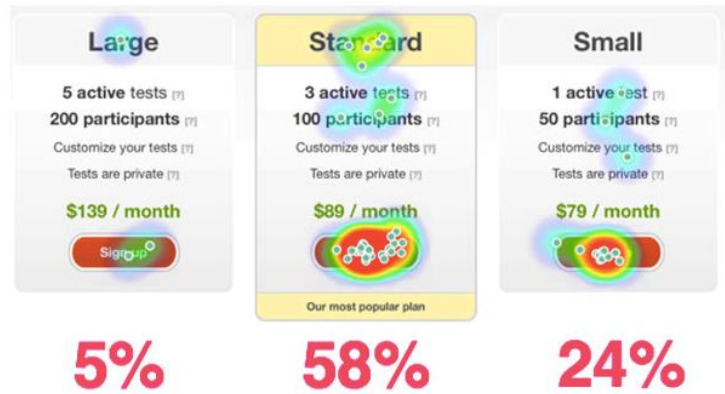 Large
5 active tests [?]
200 participants [?]
Customize your tests [?]
Tests are private [?]
$139 / month
Sign up
5%
Standard
3 active tests [?]
100 participants [?]
Customize your tests [?]
Tests are private [?]
$89 / month
Our most popular plan
58%
Small
1 active test [?]
50 participants [?]
Customize your tests [?]
Tests are private [?]
$79 / month
24%